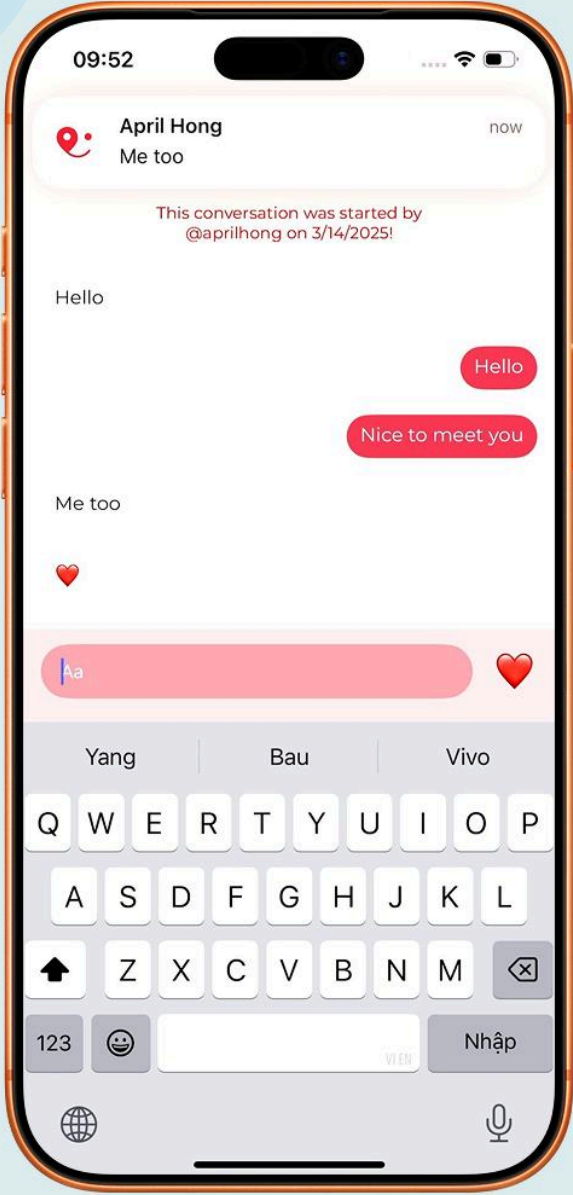 09:52
April Hong
now
Me too
This conversation was started by
@aprilhong on 3/14/2025!
Hello
Hello
Nice to meet you
Me too
Aa
Yang Bau Vivo
Q W E R T Y U I O P
A S D F G H J K L
Z X C V B N M
123 VI EN Nhập